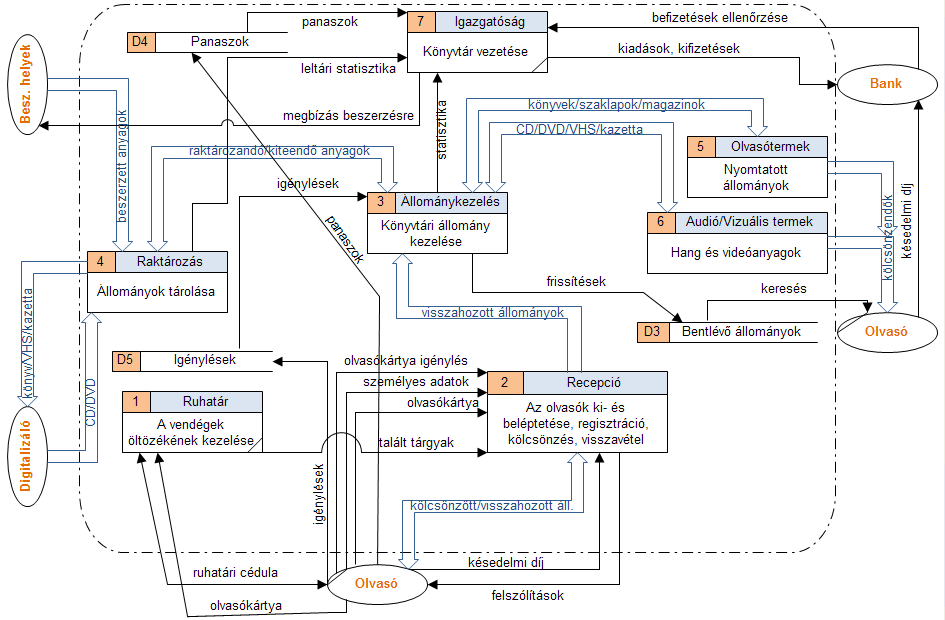 panaszok
7
Igazgatóság
befizetések ellenőrzése
D4
Panaszok
Könyvtár vezetése
kiadások, kifizetések
Besz. helyek
leltári statisztika
Bank
könyvek/szaklapok/magazinok
megbízás beszerzésre
statisztika
CD/DVD/VHS/kazetta
beszerzett anyagok
raktározandó/kiteendő anyagok
5
Olvasótermek
Nyomtatott
állományok
igénylések
3
Állománykezelés
Könyvtári állomány
kezelése
6
Audió/Vizuális termek
Hang és videóanyagok
kölcsönzendők
késedelmi díj
panaszok
4
Raktározás
Állományok tárolása
frissítések
keresés
könyv/VHS/kazetta
visszahozott állományok
D3
Bentlévő állományok
Olvasó
D5
Igénylések
olvasókártya igénylés
személyes adatok
olvasókártya
2
Recepció
Az olvasók ki- és
beléptetése, regisztráció,
kölcsönzés, visszavétel
CD/DVD
1
Ruhatár
A vendégek
öltözékének kezelése
talált tárgyak
Digitalizáló
igénylések
kölcsönzött/visszahozott áll.
késedelmi díj
ruhatári cédula
Olvasó
felszólítások
olvasókártya